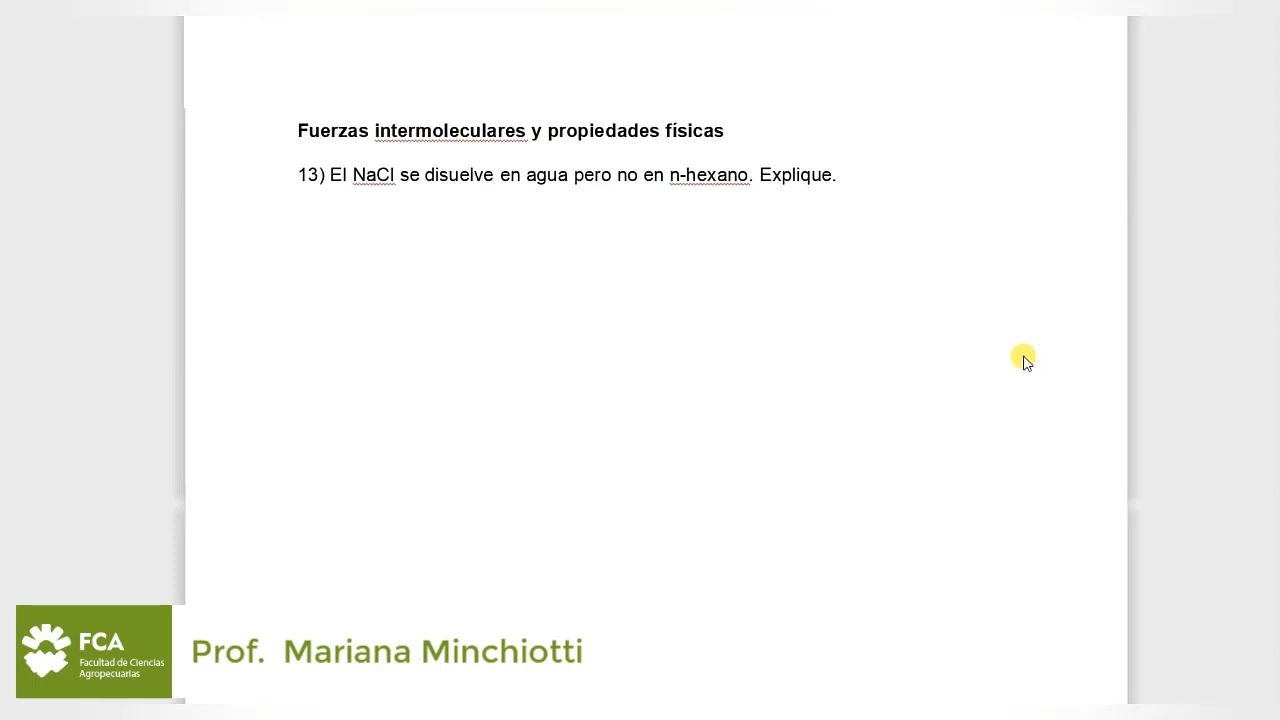 Fuerzas intermoleculares y propiedades físicas
13) El NaCl se disuelve en agua pero no en n-hexano. Explique.
FCA
Facultad de Ciencias
Agropecuarias
Prof. Mariana Minchiotti